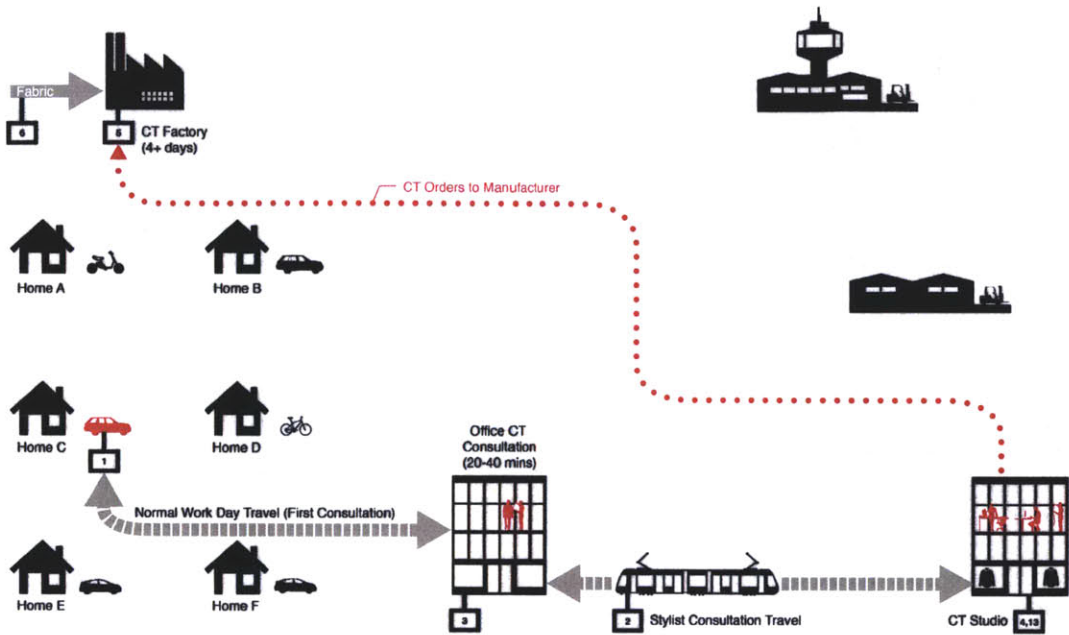 Fabric
6
5
CT Factory
(4+ days)
CT Orders to Manufacturer
Home A
Home B
Home C
Home D
1
Office CT
Consultation
(20-40 mins)
Normal Work Day Travel (First Consultation)
Home E
Home F
3
2
Stylist Consultation Travel
CT Studio
4,13